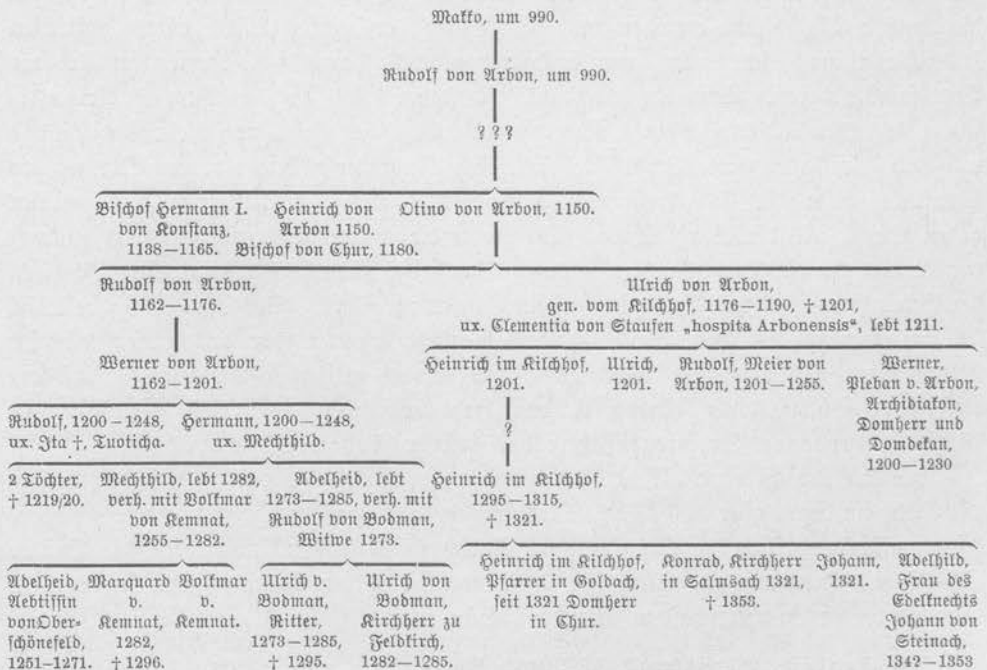 Makko, um 990.
Rudolf von Arbon, um 990.
? ? ?
Bischof Hermann I.
von Konstanz,
1138—1165.
Heinrich von
Arbon 1150.
Bischof von Chur, 1180.
Otino von Arbon, 1150.
Rudolf von Arbon,
1162—1176.
Ulrich von Arbon,
gen. vom Kilchhof, 1176—1190, † 1201,
ux. Clementia von Staufen „hospita Arbonensis“, lebt 1211.
Werner von Arbon,
1162—1201.
Heinrich im Kilchhof,
1201.
Ulrich,
1201.
Rudolf, Meier von
Arbon, 1201—1255.
Werner,
Pleban v. Arbon,
Archidiakon,
Domherr und
Domdekan,
1200—1230
Rudolf, 1200–1248,
ux. Ita †, Tuoticha.
Hermann, 1200—1248,
ux. Mechthild.
?
2 Töchter,
† 1219/20.
Mechthild, lebt 1282,
verh. mit Volkmar
von Kemnat,
1255—1282.
Adelheid, lebt
1273—1285, verh. mit
Rudolf von Bodman,
Witwe 1273.
Heinrich im Kilchhof,
1295—1315,
† 1321.
Adelheid,
Aebtissin
von Ober-
schönefeld,
1251-1271.
Marquard
v.
Kemnat,
1282,
† 1296.
Volkmar
v.
Kemnat.
Ulrich v.
Bodman,
Ritter,
1273—1285,
† 1295.
Ulrich von
Bodman,
Kirchherr zu
Feldkirch,
1282—1285.
Heinrich im Kilchhof,
Pfarrer in Goldach,
seit 1321 Domherr
in Chur.
Konrad, Kirchherr
in Salmsach 1321,
† 1353.
Johann,
1321.
Adelhild,
Frau des
Edelknechts
Johann von
Steinach,
1342—1353